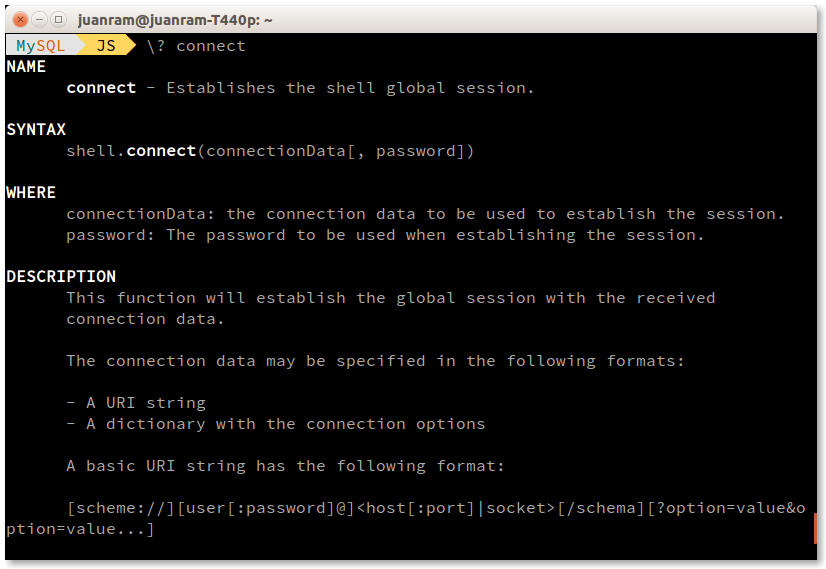 juanram@juanram-T440p: ~
MySQL JS \? connect
NAME
connect - Establishes the shell global session.
SYNTAX
shell.connect(connectionData[, password])
WHERE
connectionData: the connection data to be used to establish the session.
password: The password to be used when establishing the session.
DESCRIPTION
This function will establish the global session with the received
connection data.
The connection data may be specified in the following formats:
- A URI string
- A dictionary with the connection options
A basic URI string has the following format:
[scheme://][user[:password]@]<host[:port]|socket>[/schema][?option=value&o
ption=value...]